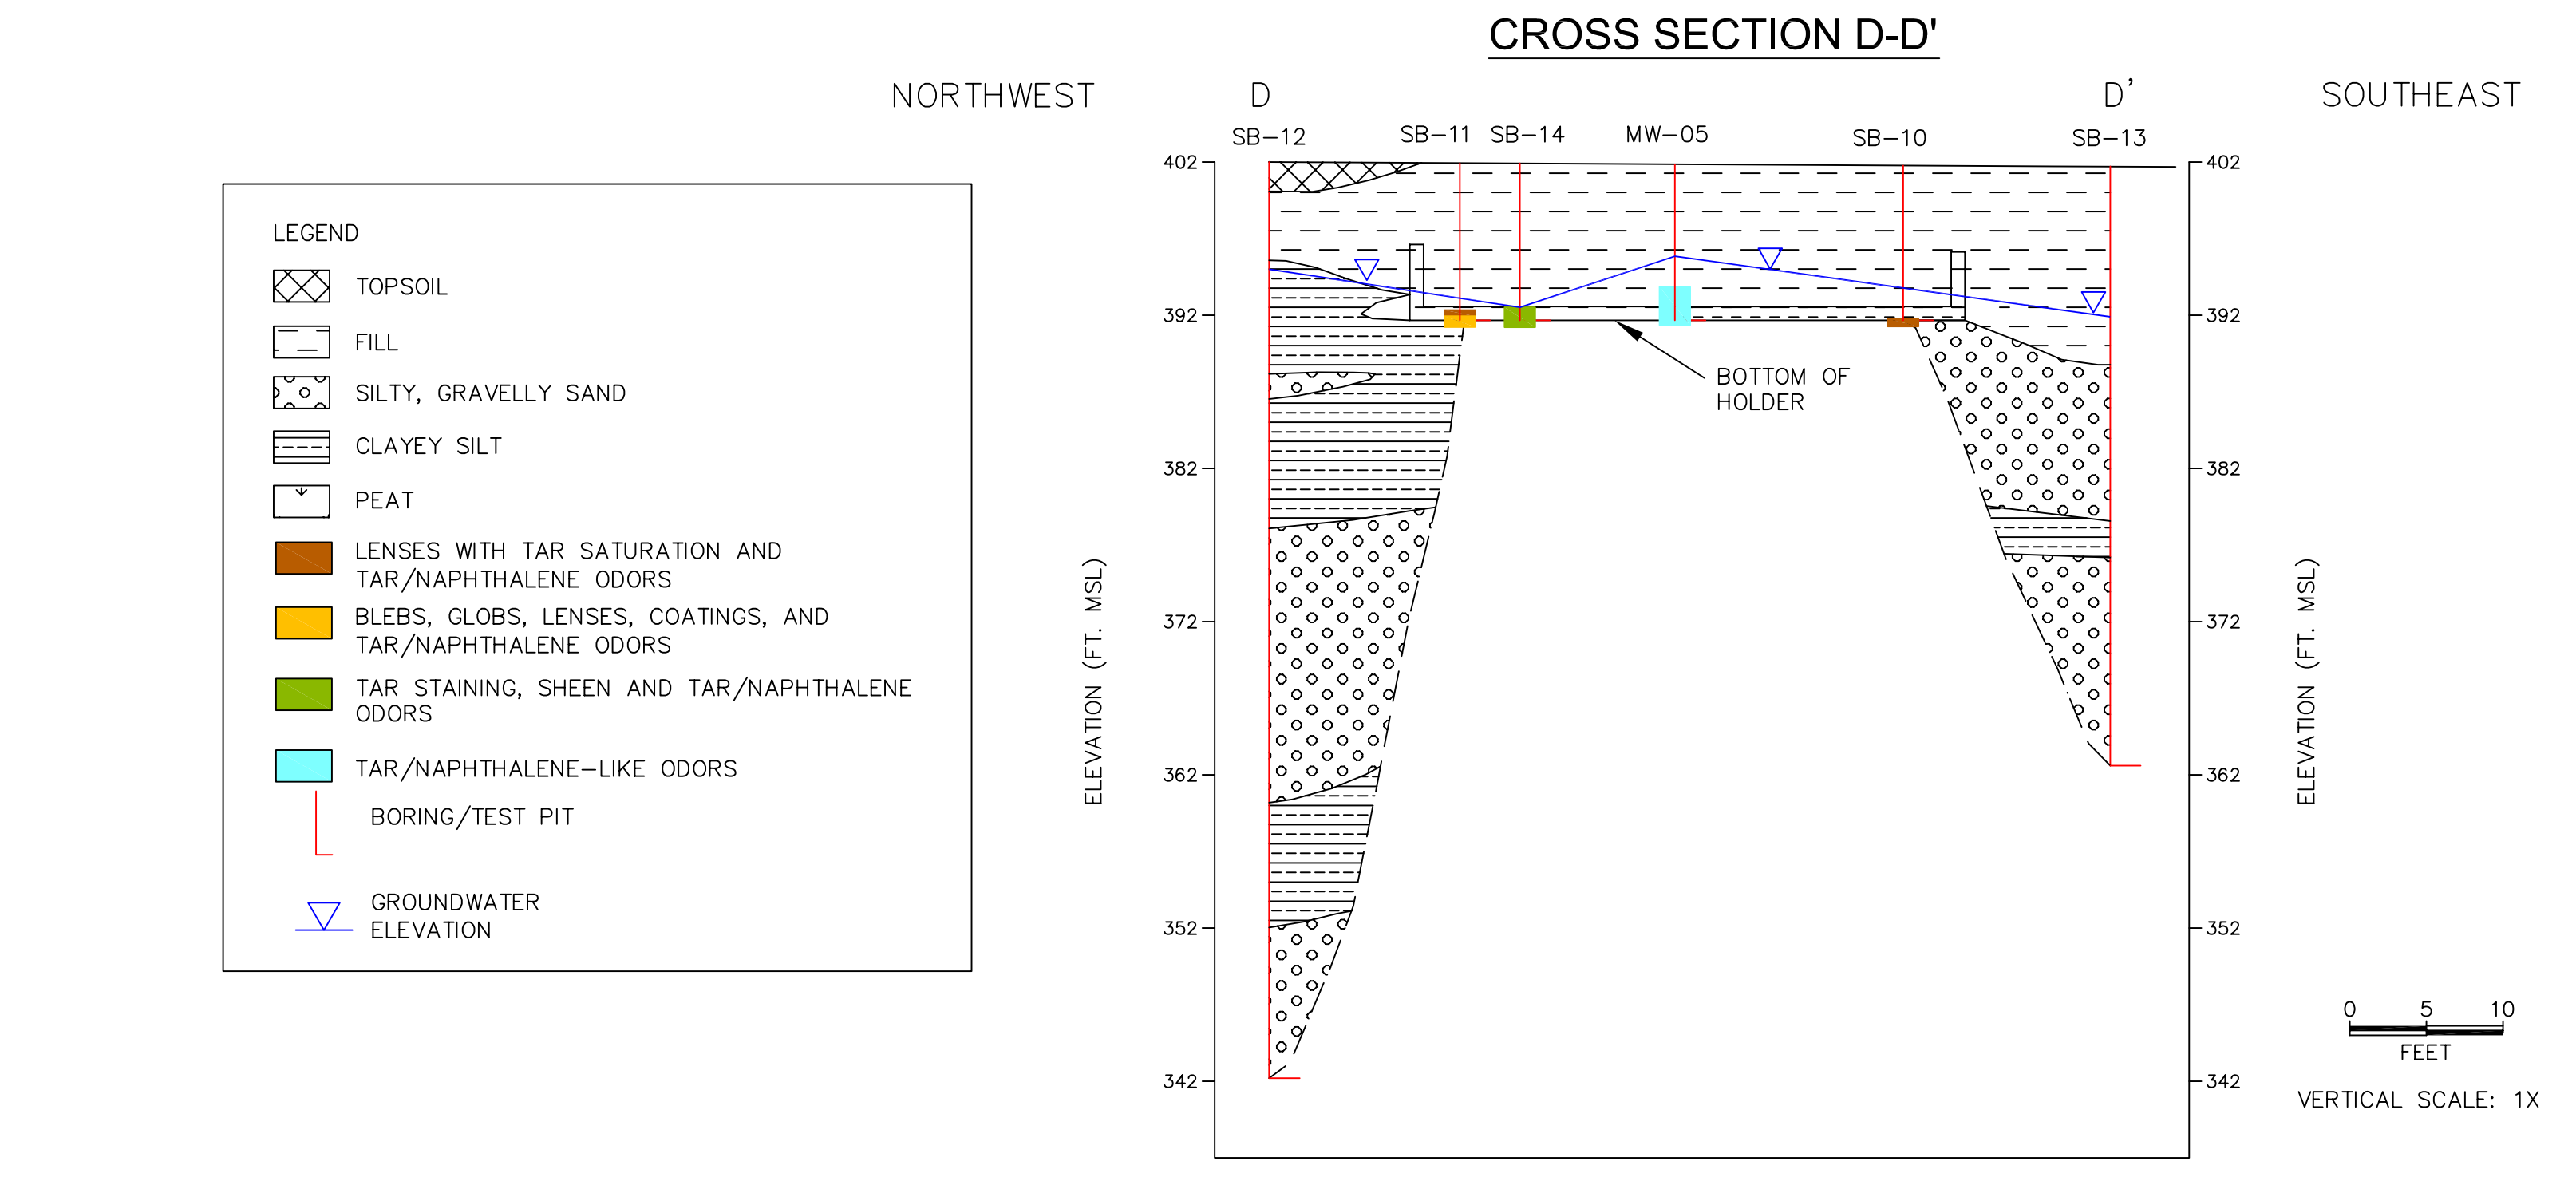 CROSS SECTION D-D'
NORTHWEST
D
D'
SOUTHEAST
SB-12
SB-11
SB-14
MW-05
SB-10
SB-13
402
392
382
372
362
352
342
ELEVATION (FT. MSL)
BOTTOM OF
HOLDER
402
392
382
372
362
352
342
ELEVATION (FT. MSL)
LEGEND
TOPSOIL
FILL
SILTY, GRAVELLY SAND
CLAYEY SILT
PEAT
LENSES WITH TAR SATURATION AND
TAR/NAPHTHALENE ODORS
BLEBS, GLOBS, LENSES, COATINGS, AND
TAR/NAPHTHALENE ODORS
TAR STAINING, SHEEN AND TAR/NAPHTHALENE
ODORS
TAR/NAPHTHALENE-LIKE ODORS
BORING/TEST PIT
GROUNDWATER
ELEVATION
0 5 10
FEET
VERTICAL SCALE: 1X